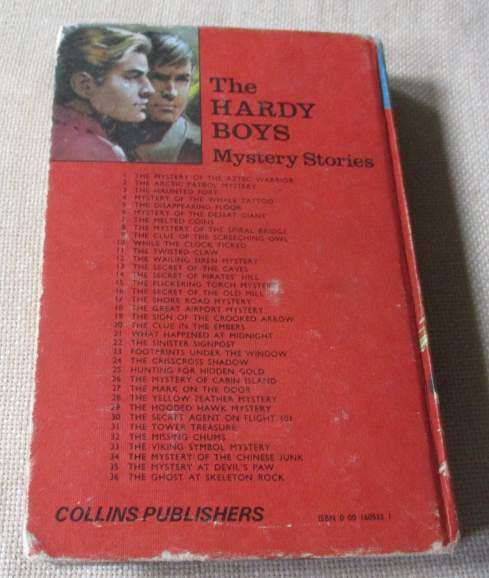 The
HARDY
BOYS
Mystery Stories
1 THE MYSTERY OF THE AZTEC WARRIOR
2 THE ARCTIC PATROL MYSTERY
3 THE HAUNTED FORT
4 MYSTERY OF THE WHALE TATTOO
5 THE DISAPPEARING FLOOR
6 MYSTERY OF THE DESERT GIANT
7 THE MELTED COINS
8 THE MYSTERY OF THE SPIRAL BRIDGE
9 THE CLUE OF THE SCREECHING OWL
10 WHILE THE CLOCK TICKED
11 THE TWISTED CLAW
12 THE WAILING SIREN MYSTERY
13 THE SECRET OF THE CAVES
14 THE SECRET OF PIRATES' HILL
15 THE FLICKERING TORCH MYSTERY
16 THE SECRET OF THE OLD MILL
17 THE SHORE ROAD MYSTERY
18 THE GREAT AIRPORT MYSTERY
19 THE SIGN OF THE CROOKED ARROW
20 THE CLUE IN THE EMBERS
21 WHAT HAPPENED AT MIDNIGHT
22 THE SINISTER SIGNPOST
23 FOOTPRINTS UNDER THE WINDOW
24 THE CRISSCROSS SHADOW
25 HUNTING FOR HIDDEN GOLD
26 THE MYSTERY OF CABIN ISLAND
27 THE MARK ON THE DOOR
28 THE YELLOW FEATHER MYSTERY
29 THE HOODED HAWK MYSTERY
30 THE SECRET AGENT ON FLIGHT 101
31 THE TOWER TREASURE
32 THE MISSING CHUMS
33 THE VIKING SYMBOL MYSTERY
34 THE MYSTERY OF THE CHINESE JUNK
35 THE MYSTERY AT DEVIL'S PAW
36 THE GHOST AT SKELETON ROCK
COLLINS PUBLISHERS
ISBN 0 00 160533 1